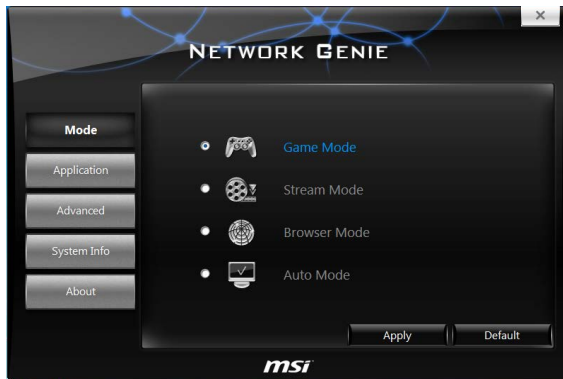 NETWORK GENIE
Mode
Application
Advanced
System Info
About
Game Mode
Stream Mode
Browser Mode
Auto Mode
Apply
Default
msi